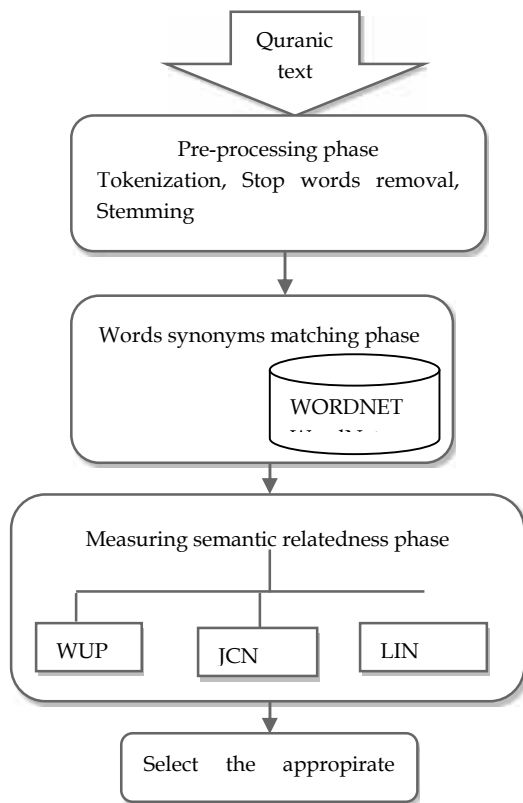 Quranic
text
Pre-processing phase
Tokenization, Stop words removal,
Stemming
Words synonyms matching phase
WORDNET
Measuring semantic relatedness phase
WUP
JCN
LIN
Select the appropirate